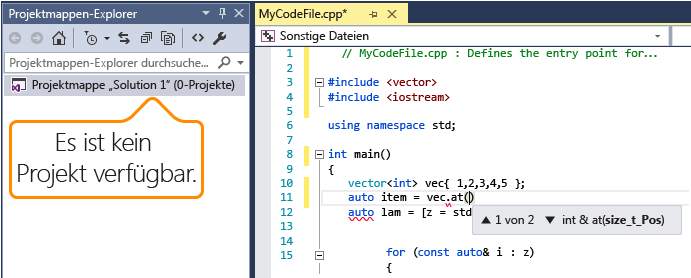 Projektmappen-Explorer
Projektmappen-Explorer durchsuche...
Projektmappe „Solution 1" (0-Projekte)
Es ist kein
Projekt verfügbar.
MyCodeFile.cpp*
Sonstige Dateien
1 // MyCodeFile.cpp : Defines the entry point for...
2
3 #include <vector>
4 #include <iostream>
5
6 using namespace std;
7
8 int main()
9 {
10 vector<int> vec{ 1,2,3,4,5 };
11 auto item = vec.at()
12 auto lam = [z = std
1 von 2 int & at(size_t_Pos)
13
14
15 for (const auto& i : z)
{